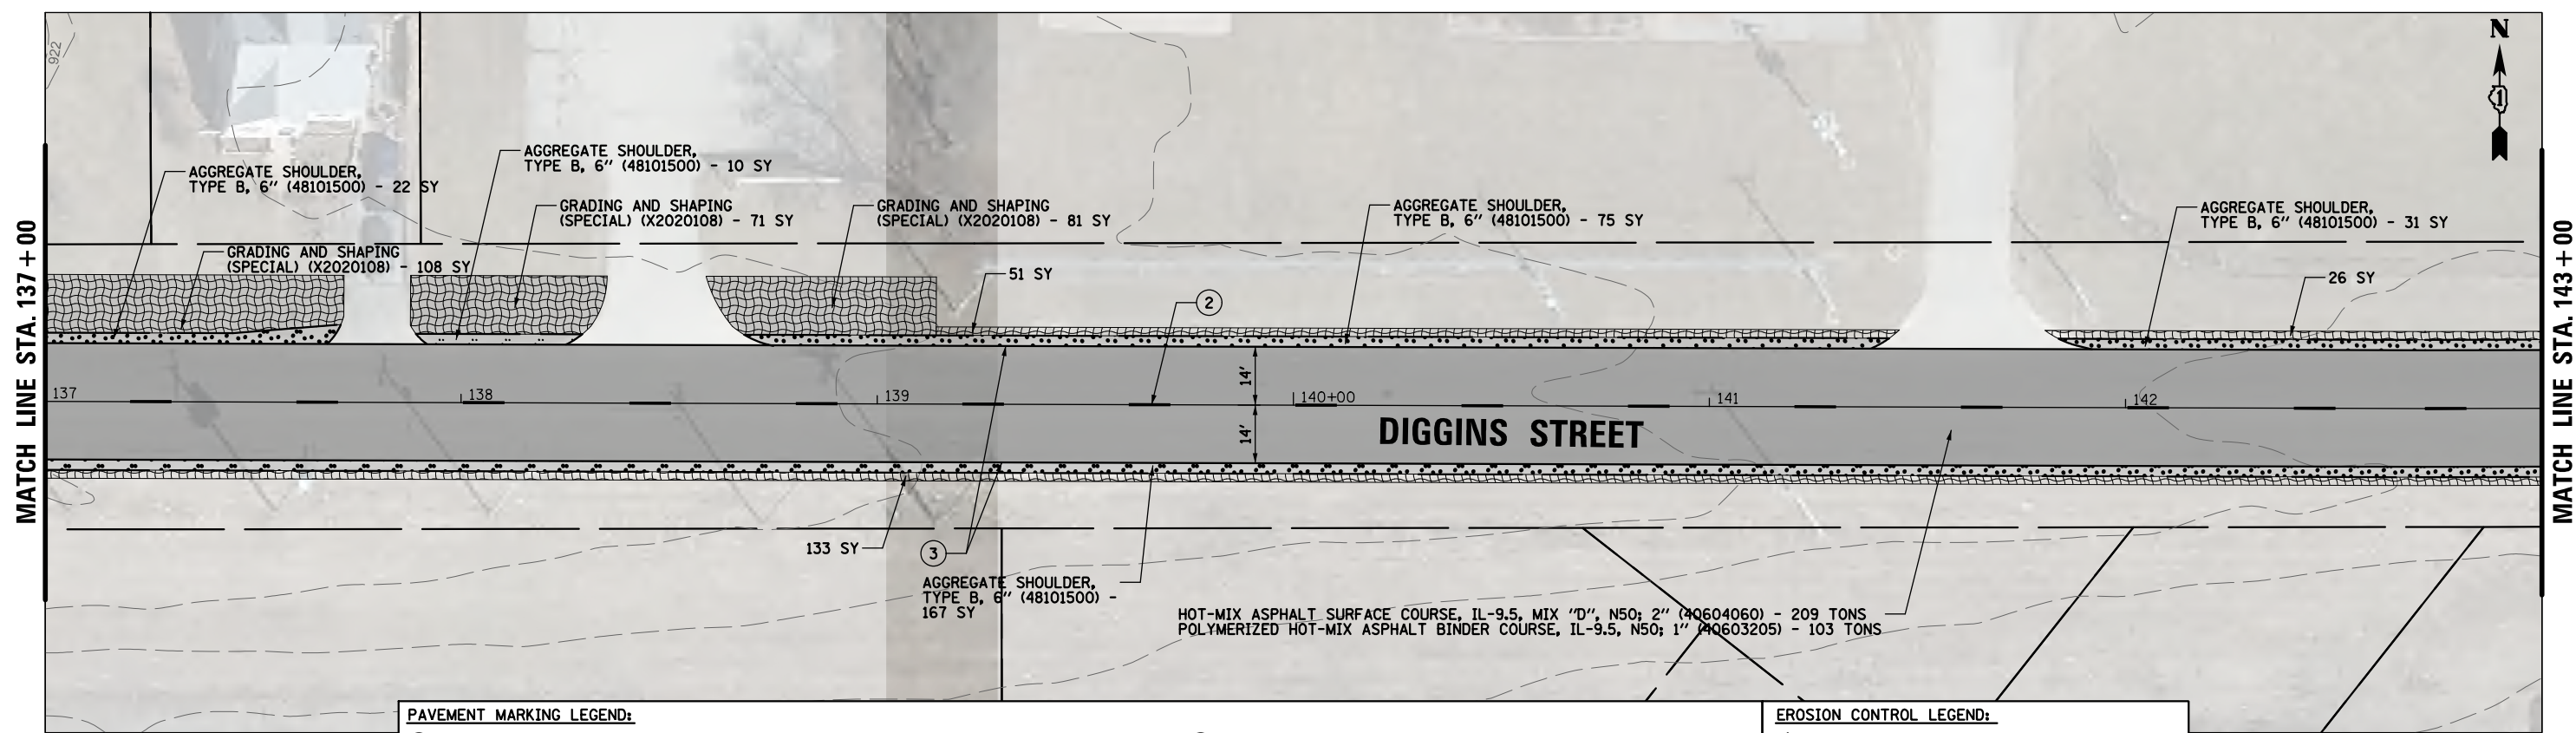 922
N
1
AGGREGATE SHOULDER,
TYPE B, 6" (48101500) - 22 SY
AGGREGATE SHOULDER,
TYPE B, 6" (48101500) - 10 SY
GRADING AND SHAPING
(SPECIAL) (X2020108) - 71 SY
GRADING AND SHAPING
(SPECIAL) (X2020108) - 81 SY
AGGREGATE SHOULDER,
TYPE B, 6" (48101500) - 75 SY
AGGREGATE SHOULDER,
TYPE B, 6" (48101500) - 31 SY
GRADING AND SHAPING
(SPECIAL) (X2020108) - 108 SY
51 SY
26 SY
2
MATCH LINE STA. 137+00
MATCH LINE STA. 143+00
14'
137
138
139
140+00
141
142
14'
DIGGINS STREET
133 SY
3
AGGREGATE SHOULDER,
TYPE B, 6" (48101500) -
167 SY
HOT-MIX ASPHALT SURFACE COURSE, IL-9.5, MIX "D", N50; 2" (40604060) - 209 TONS
POLYMERIZED HOT-MIX ASPHALT BINDER COURSE, IL-9.5, N50; 1" (40603205) - 103 TONS
PAVEMENT MARKING LEGEND:
EROSION CONTROL LEGEND: